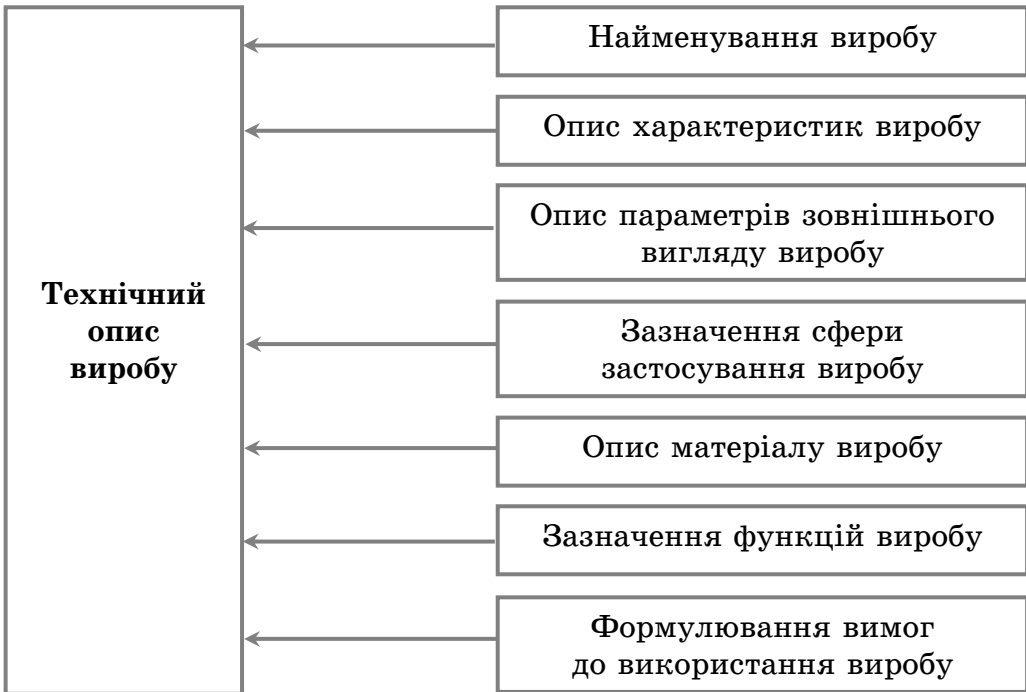 Технічний
опис
виробу
Найменування виробу
Опис характеристик виробу
Опис параметрів зовнішнього
вигляду виробу
Зазначення сфери
застосування виробу
Опис матеріалу виробу
Зазначення функцій виробу
Формулювання вимог
до використання виробу